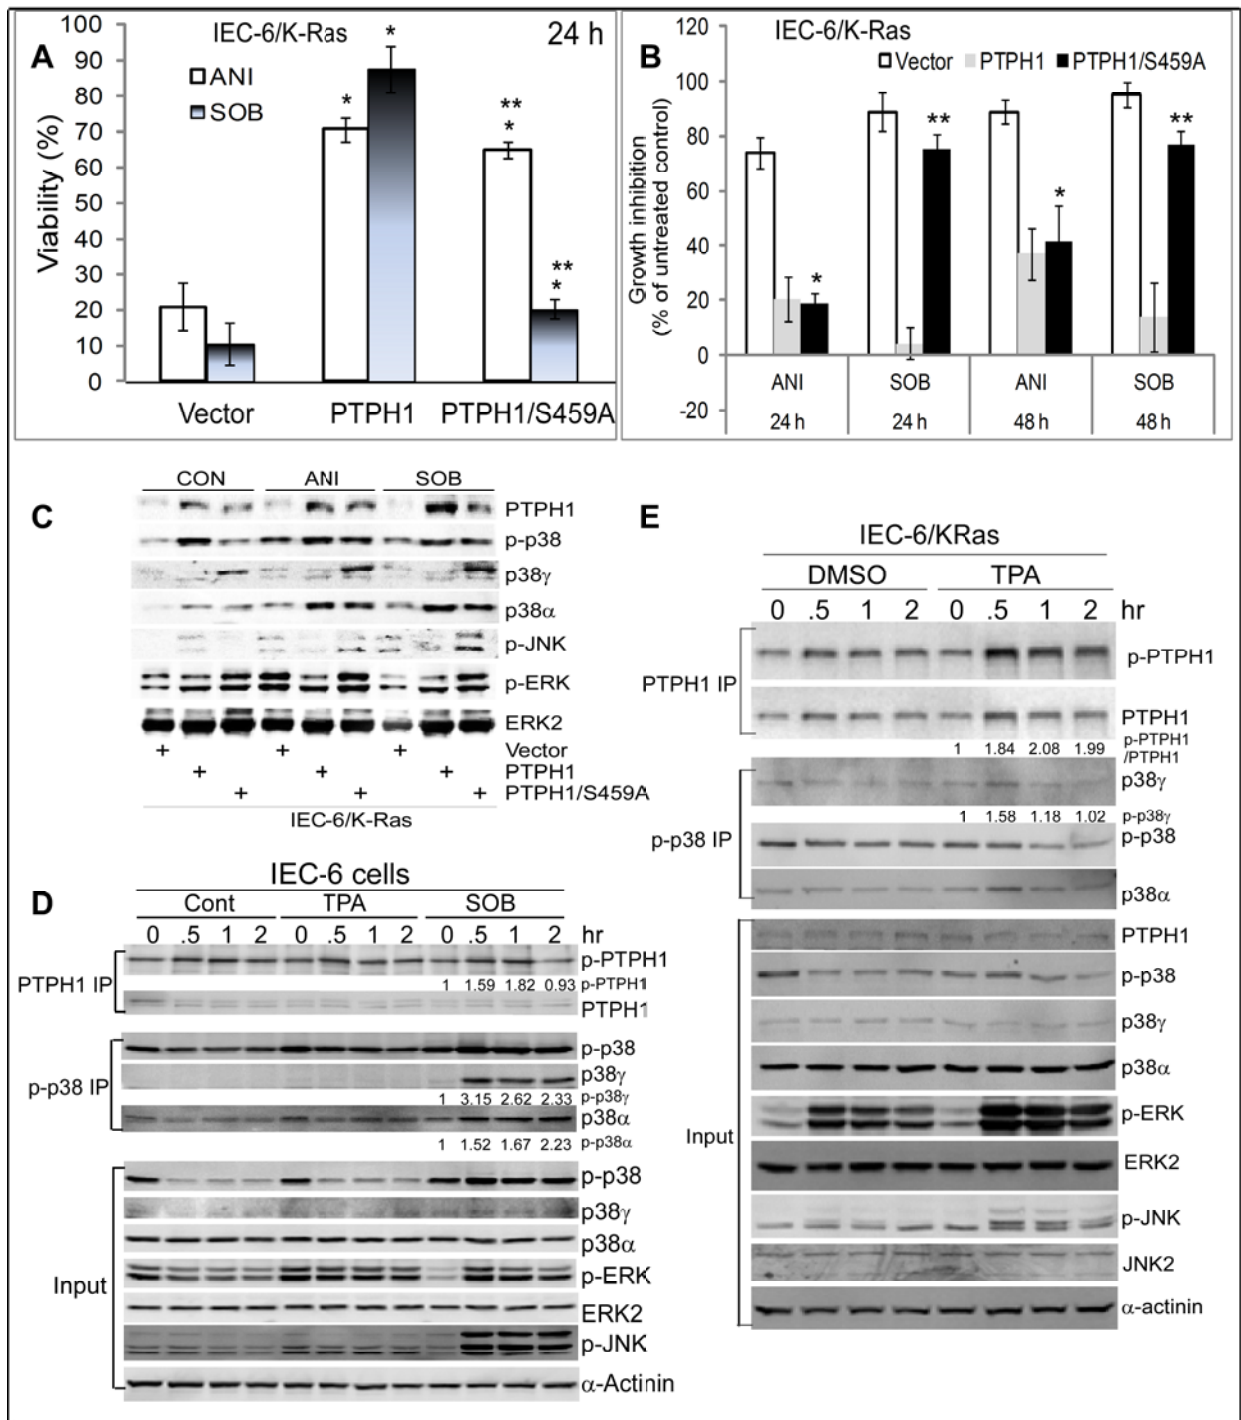 A
IEC-6/K-Ras
24 h
ANI
SOB
Viability (%)
100
90
80
70
60
50
40
30
20
10
0
*
*
**
*
**
*
Vector PTPH1 PTPH1/S459A
B
IEC-6/K-Ras
Vector PTPH1 PTPH1/S459A
Growth inhibition
(% of untreated control)
120
100
80
60
40
20
0
-20
*
**
*
**
ANI SOB ANI SOB
24 h 24 h 48 h 48 h
C
CON ANI SOB
PTPH1
p-p38
p38γ
p38α
p-JNK
p-ERK
ERK2
+ + + Vector
+ + + PTPH1
+ + + PTPH1/S459A
IEC-6/K-Ras
D
IEC-6 cells
Cont TPA SOB
0 .5 1 2 0 .5 1 2 0 .5 1 2 hr
PTPH1 IP
p-PTPH1
1 1.59 1.82 0.93 p-PTPH1
PTPH1
p-p38 IP
p-p38
p38γ
1 3.15 2.62 2.33 p-p38γ
p38α
1 1.52 1.67 2.23 p-p38α
Input
p-p38
p38γ
p38α
p-ERK
ERK2
p-JNK
α-Actinin
E
IEC-6/KRas
DMSO TPA
0 .5 1 2 0 .5 1 2 hr
PTPH1 IP
p-PTPH1
PTPH1
1 1.84 2.08 1.99 p-PTPH1
/PTPH1
p-p38 IP
p38γ
1 1.58 1.18 1.02 p-p38γ
p-p38
p38α
Input
PTPH1
p-p38
p38γ
p38α
p-ERK
ERK2
p-JNK
JNK2
α-actinin